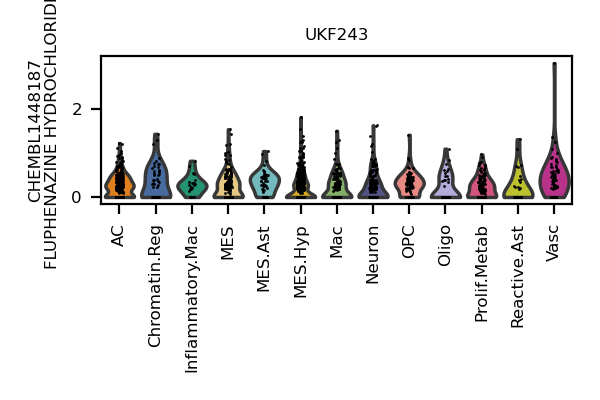 UKF243
CHEMBL1448187
FLUPHENAZINE HYDROCHLORID
2
0
AC
Chromatin.Reg
Inflammatory.Mac
MES
MES.Ast
MES.Hyp
Mac
Neuron
OPC
Oligo
Prolif.Metab
Reactive.Ast
Vasc